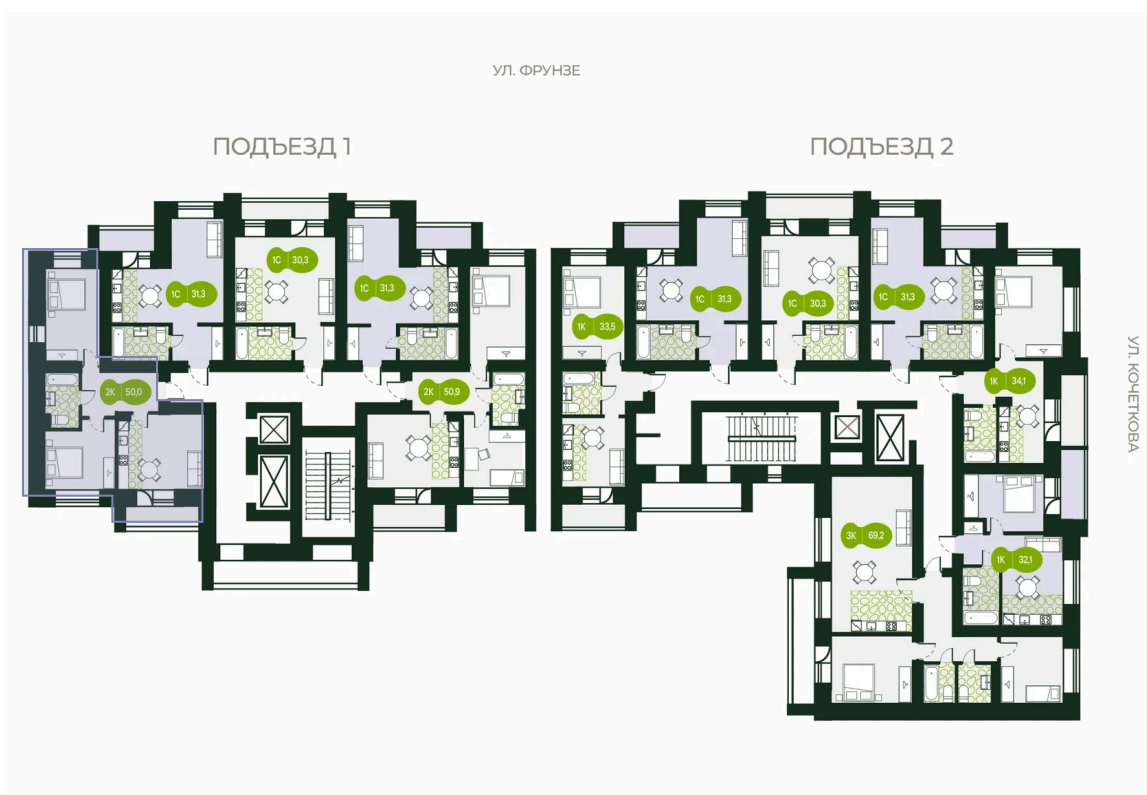 УЛ. ФРУНЗЕ
ПОДЪЕЗД 1
ПОДЪЕЗД 2
1С 31,3
1С 30,3
1С 31,3
2К 50,0
2К 50,9
1К 33,5
1С 31,3
1С 30,3
1С 31,3
1К 34,1
3К 69,2
1К 32,1
УЛ. КОЧЕТКОВА